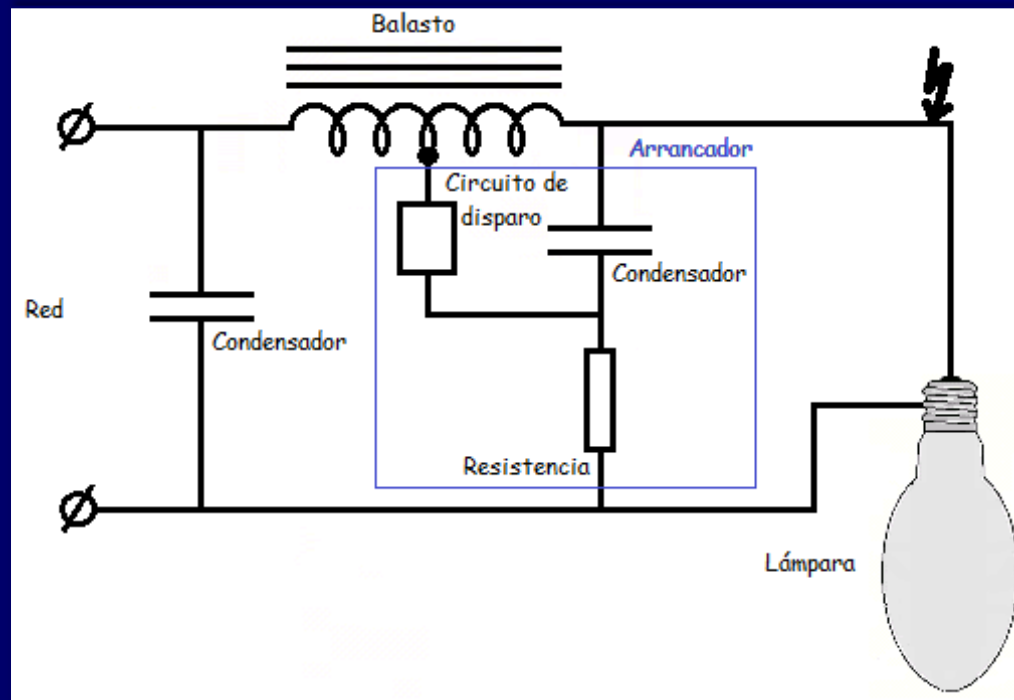 Balasto
Arrancador
Circuito de
disparo
Condensador
Red
Condensador
Resistencia
Lámpara